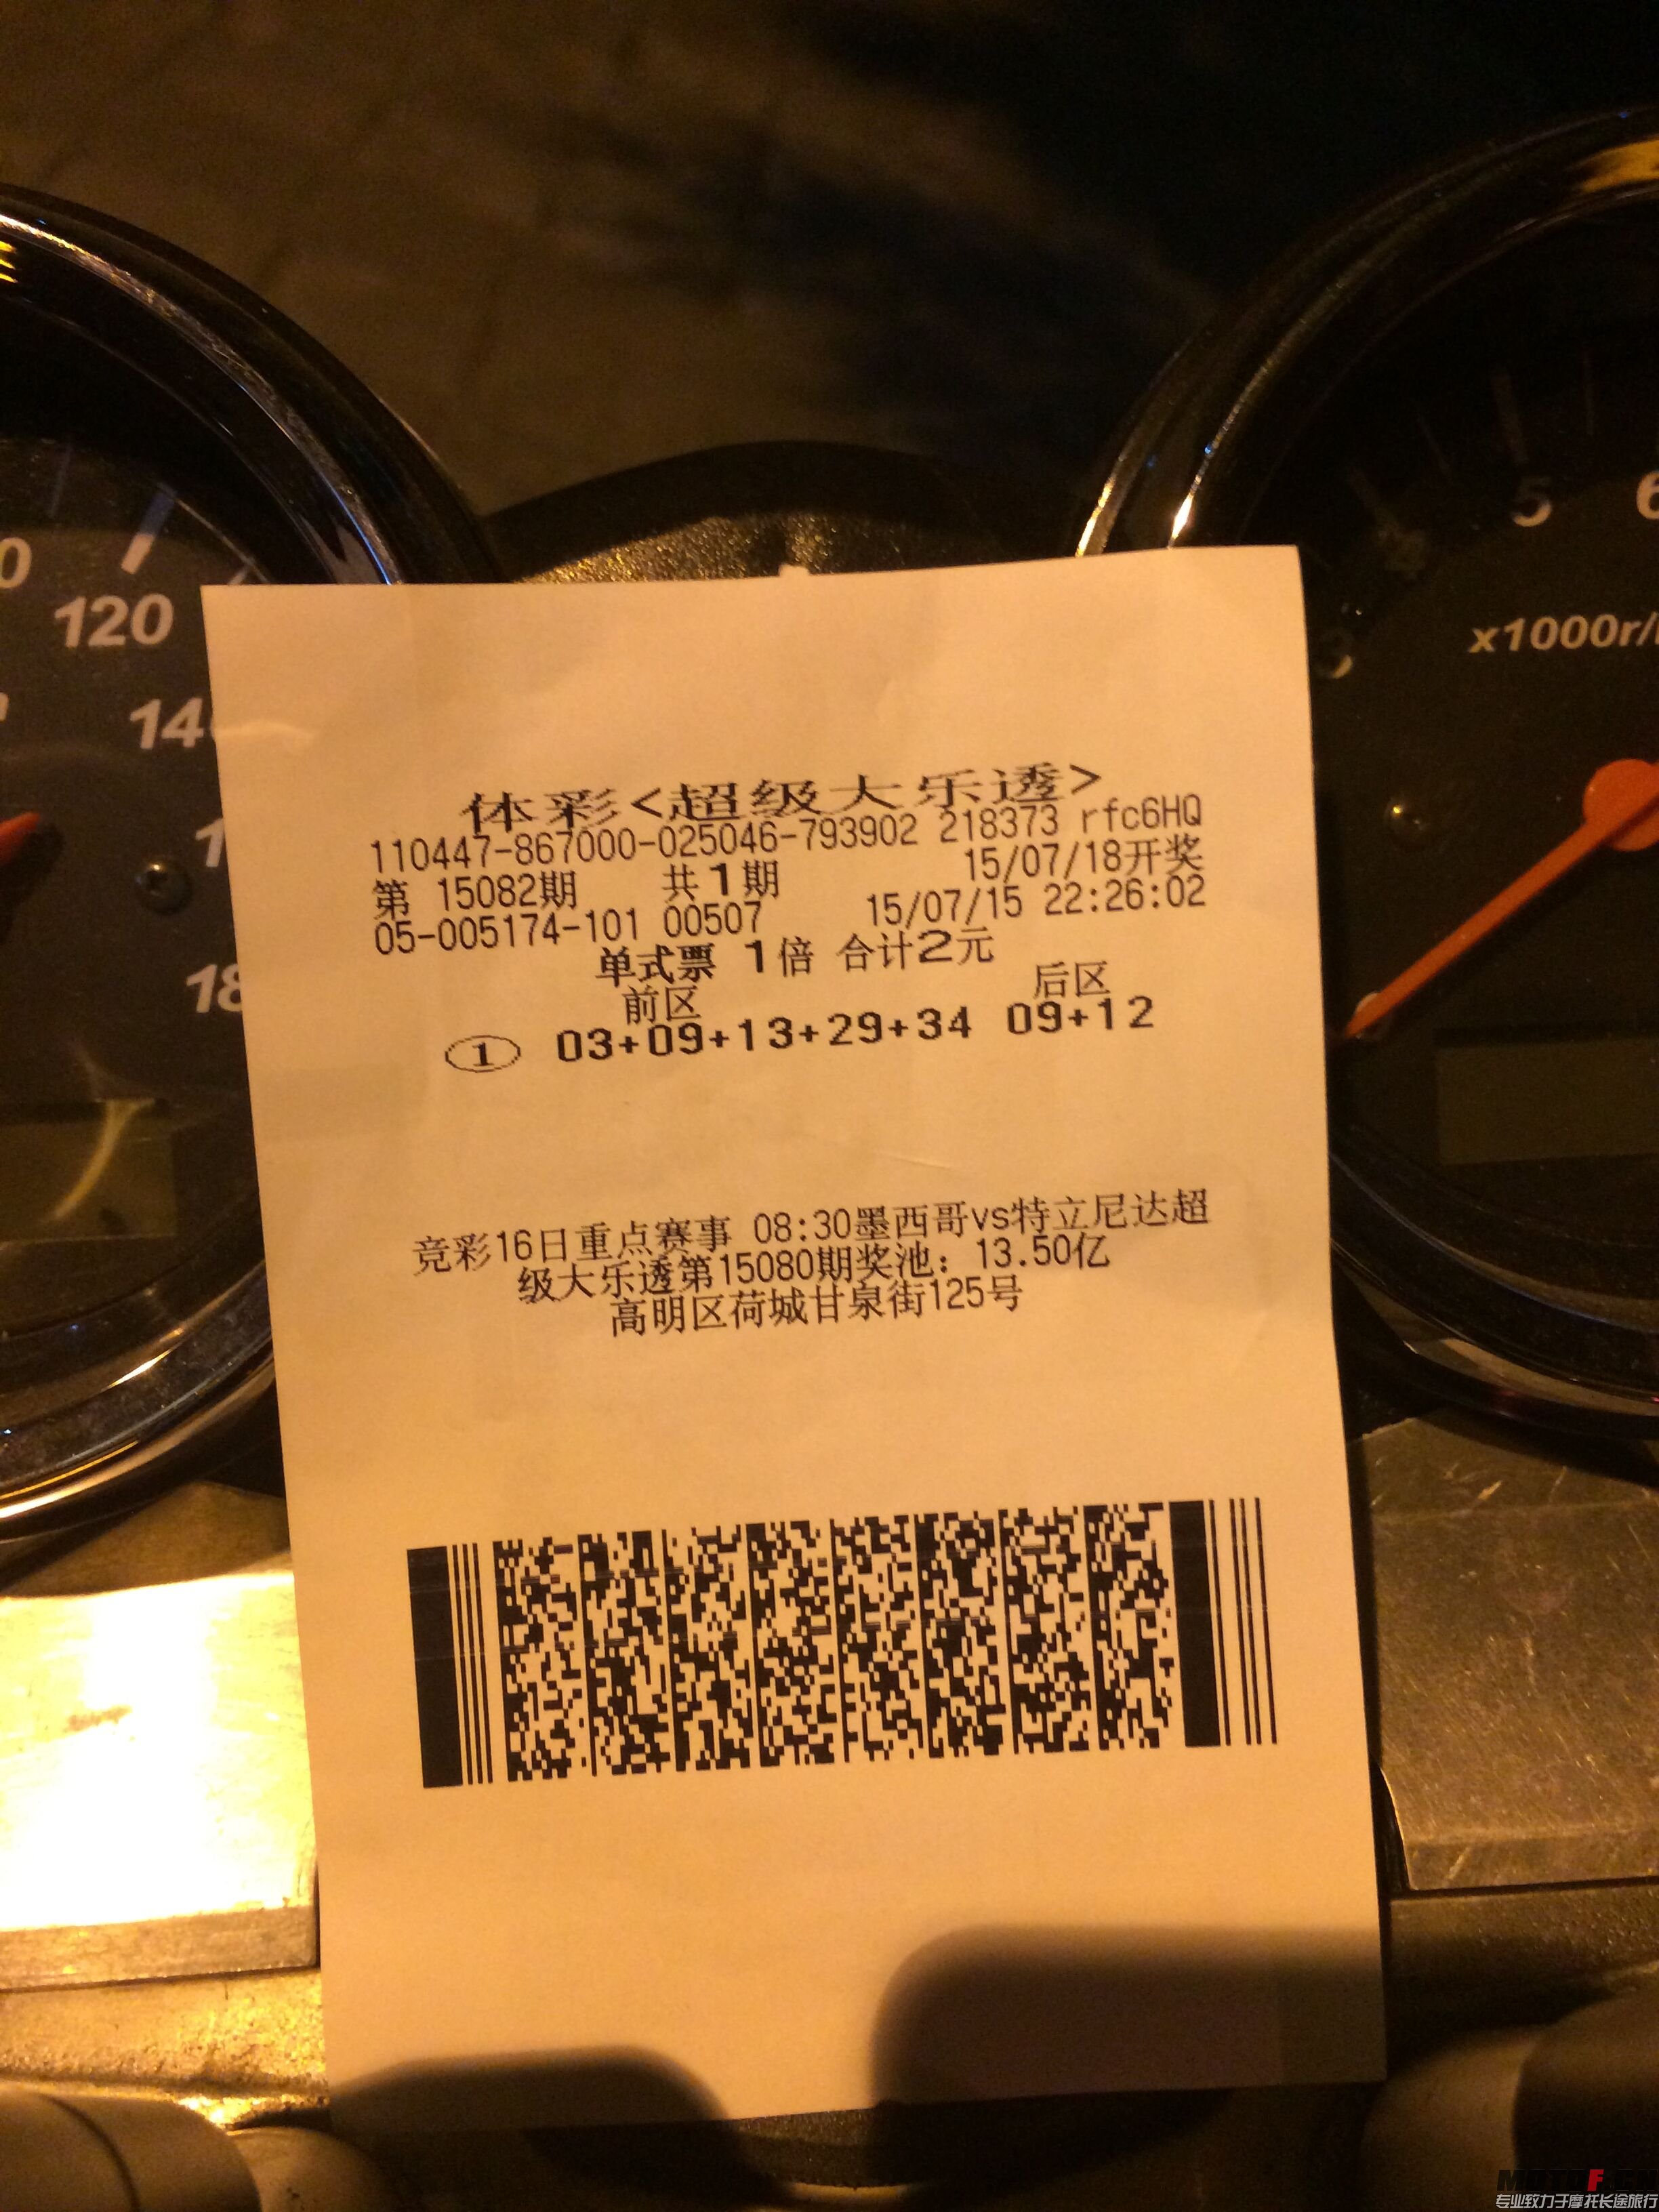 体彩<超级大乐透>
110447-867000-025046-793902 218373 rfc6HQ
第 15082期 共1期 15/07/18开奖
05-005174-101 00507 15/07/15 22:26:02
单式票 1倍 合计2元
前区 后区
① 03+09+13+29+34 09+12
竞彩16日重点赛事 08:30墨西哥vs特立尼达超
级大乐透第15080期奖池：13.50亿
高明区荷城甘泉街125号
0
120
140
18
3
4
5
6
x1000r/
专业致力于摩托长途旅行